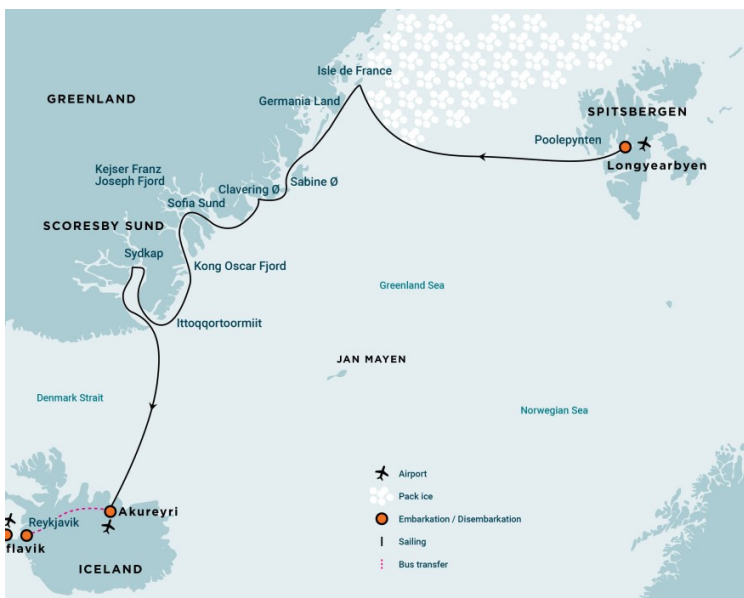 Isle de France
GREENLAND
Germania Land
SPITSBERGEN
Poolepynten
Longyearbyen
Kejser Franz
Joseph Fjord
Clavering Ø
Sabine Ø
Sofia Sund
SCORESBY SUND
Sydkap
Kong Oscar Fjord
Greenland Sea
Ittoqqortoormiit
JAN MAYEN
Denmark Strait
Norwegian Sea
Airport
Pack ice
Akureyri
Embarkation / Disembarkation
Reykjavik
Sailing
flavik
ICELAND
Bus transfer